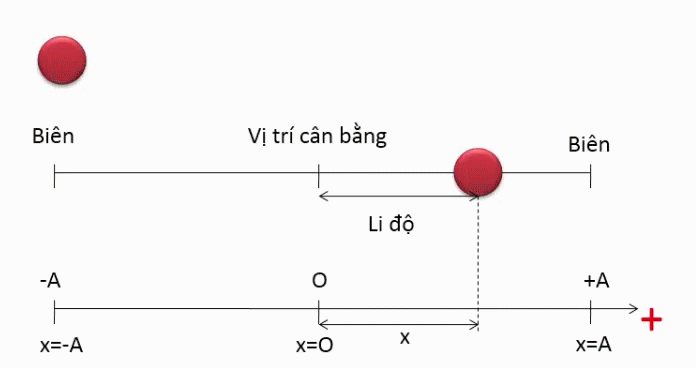 Biên Vị trí cân bằng Biên
Li độ
-A O +A
+
x=-A x=O x x=A